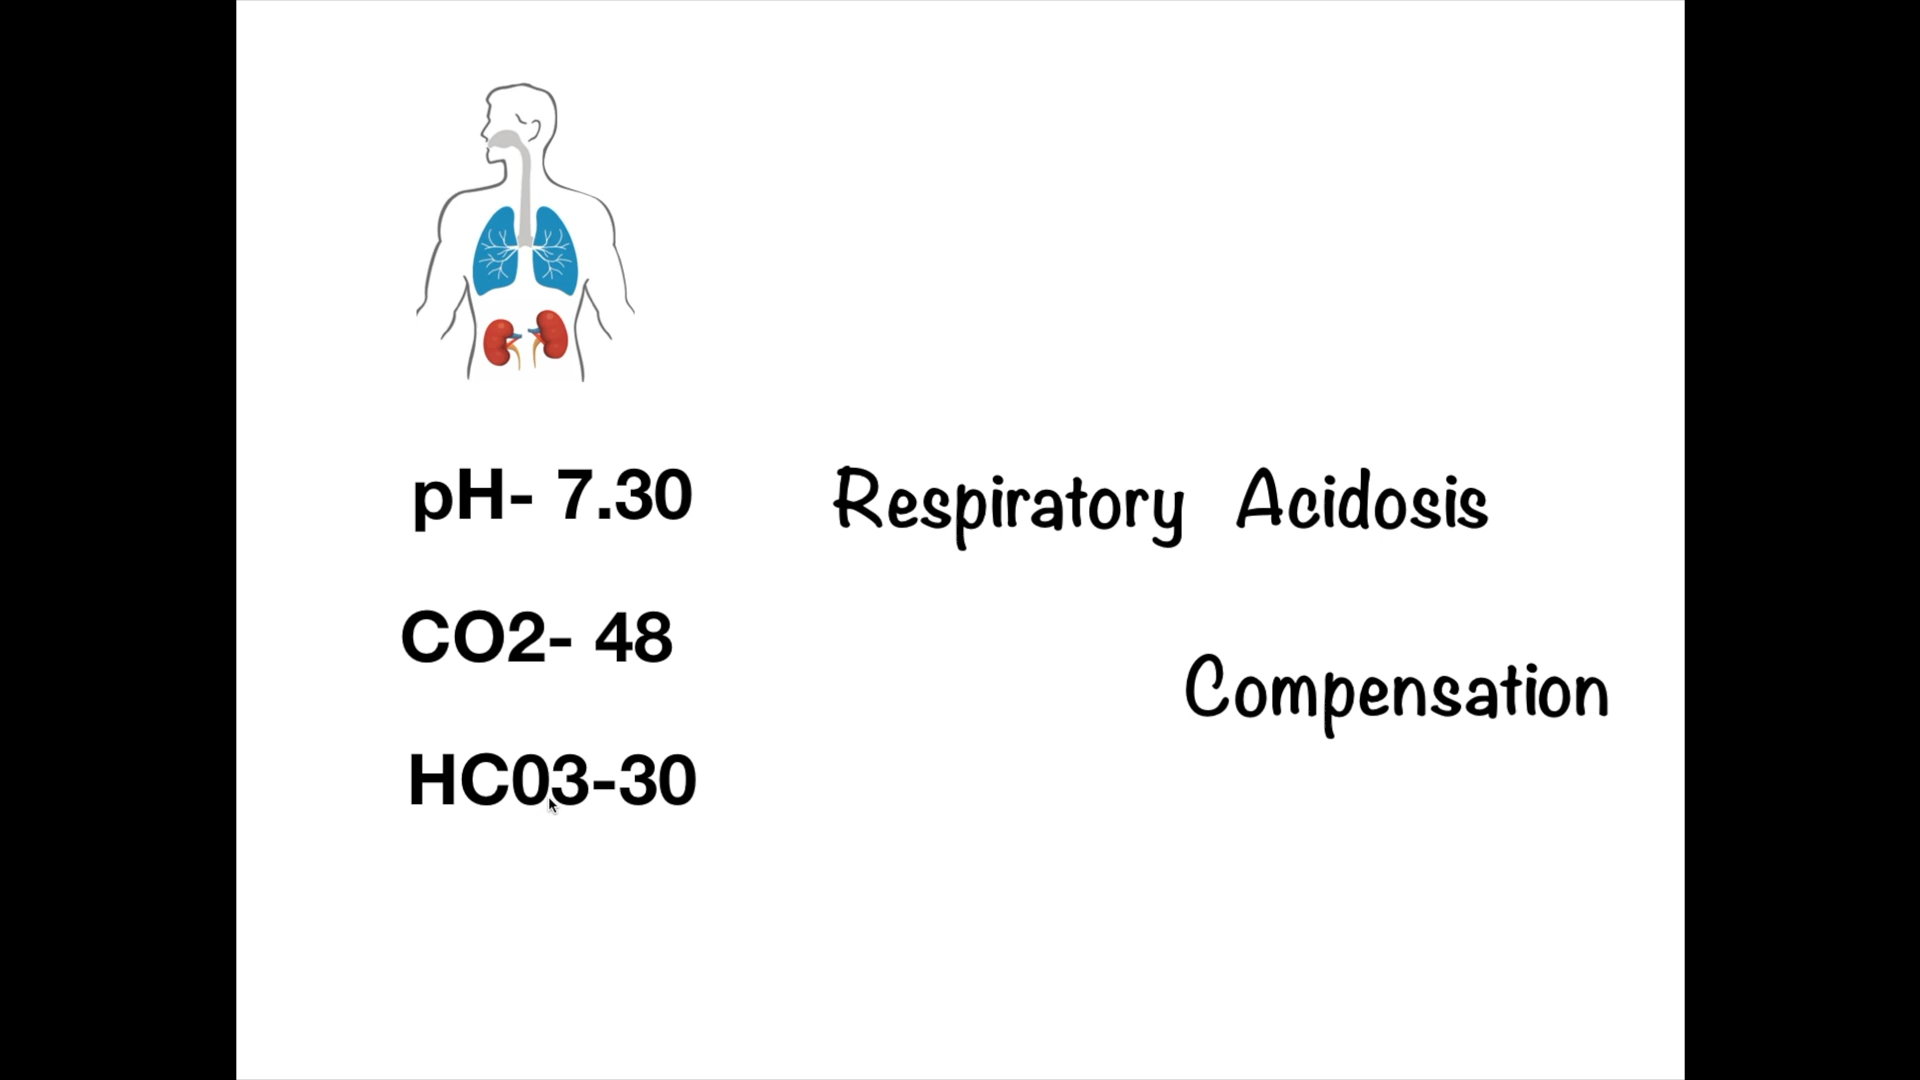 pH- 7.30
Respiratory Acidosis
CO2- 48
Compensation
HC03-30